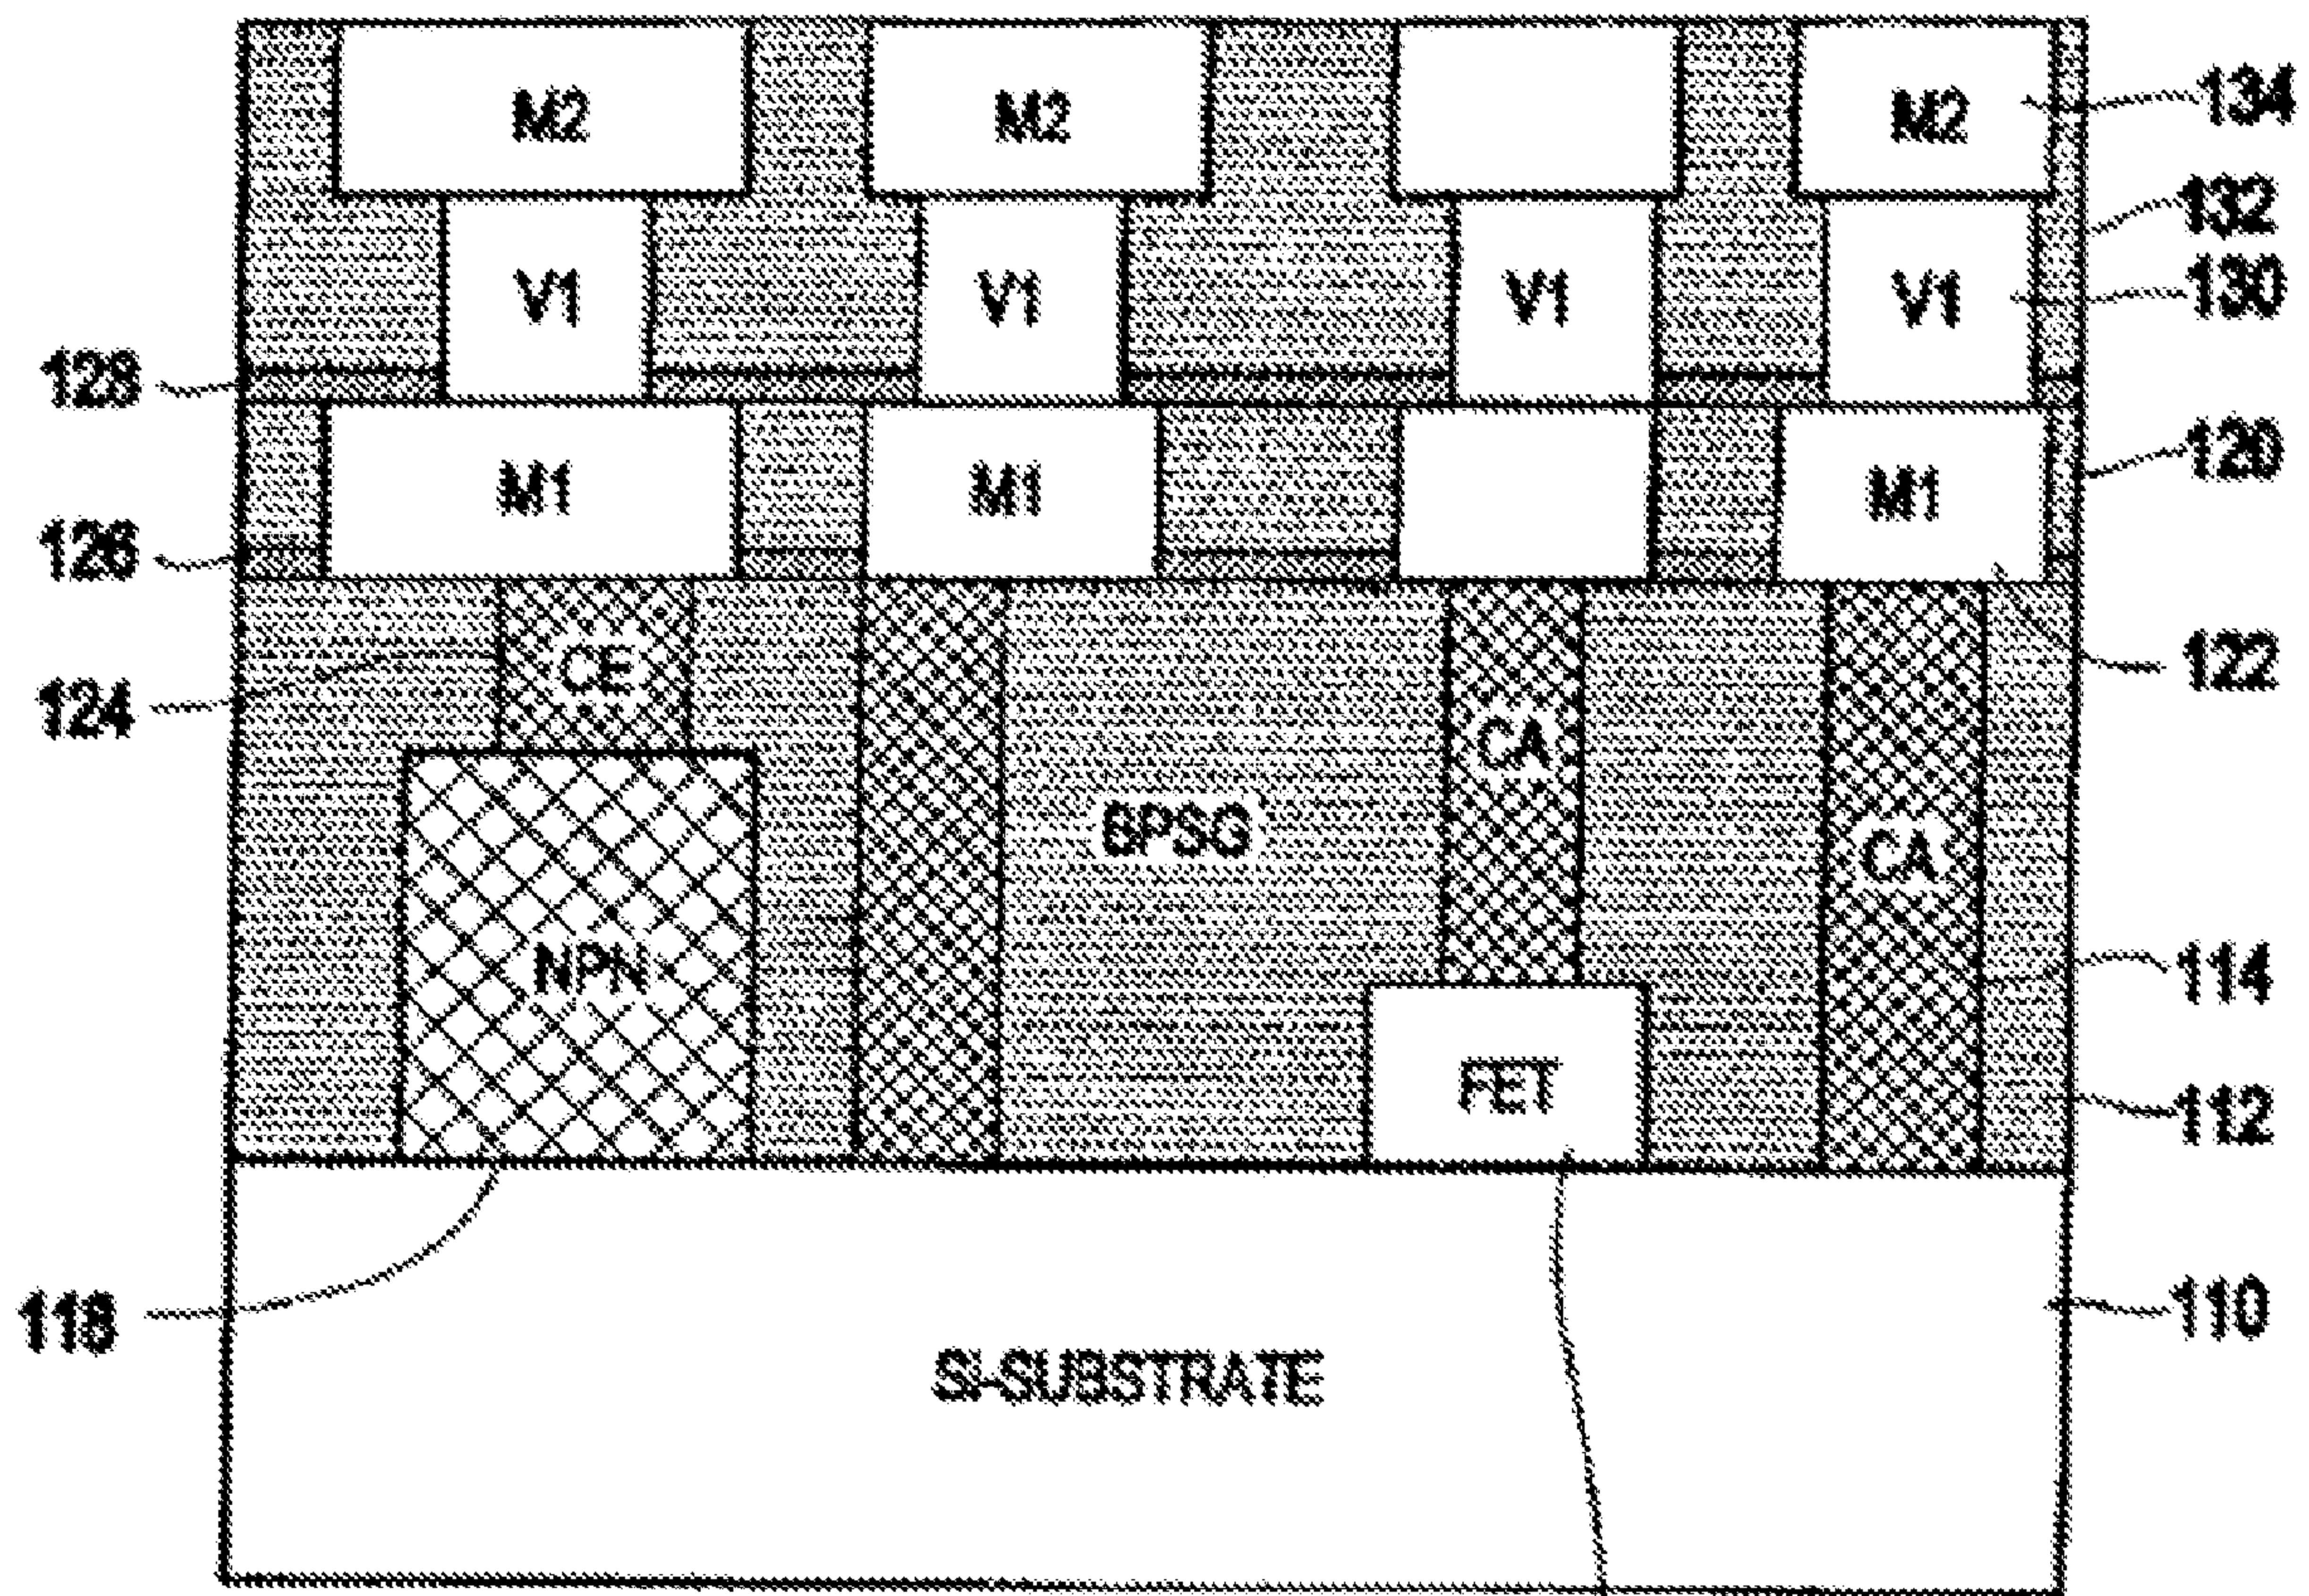 M2 M2 M2 134
132
V1 V1 V1 V1 130
128
M1 M1 M1 120
126
CE 122
124
CA
BPSG CA
NPN 114
FET 112
118 110
SI-SUBSTRATE